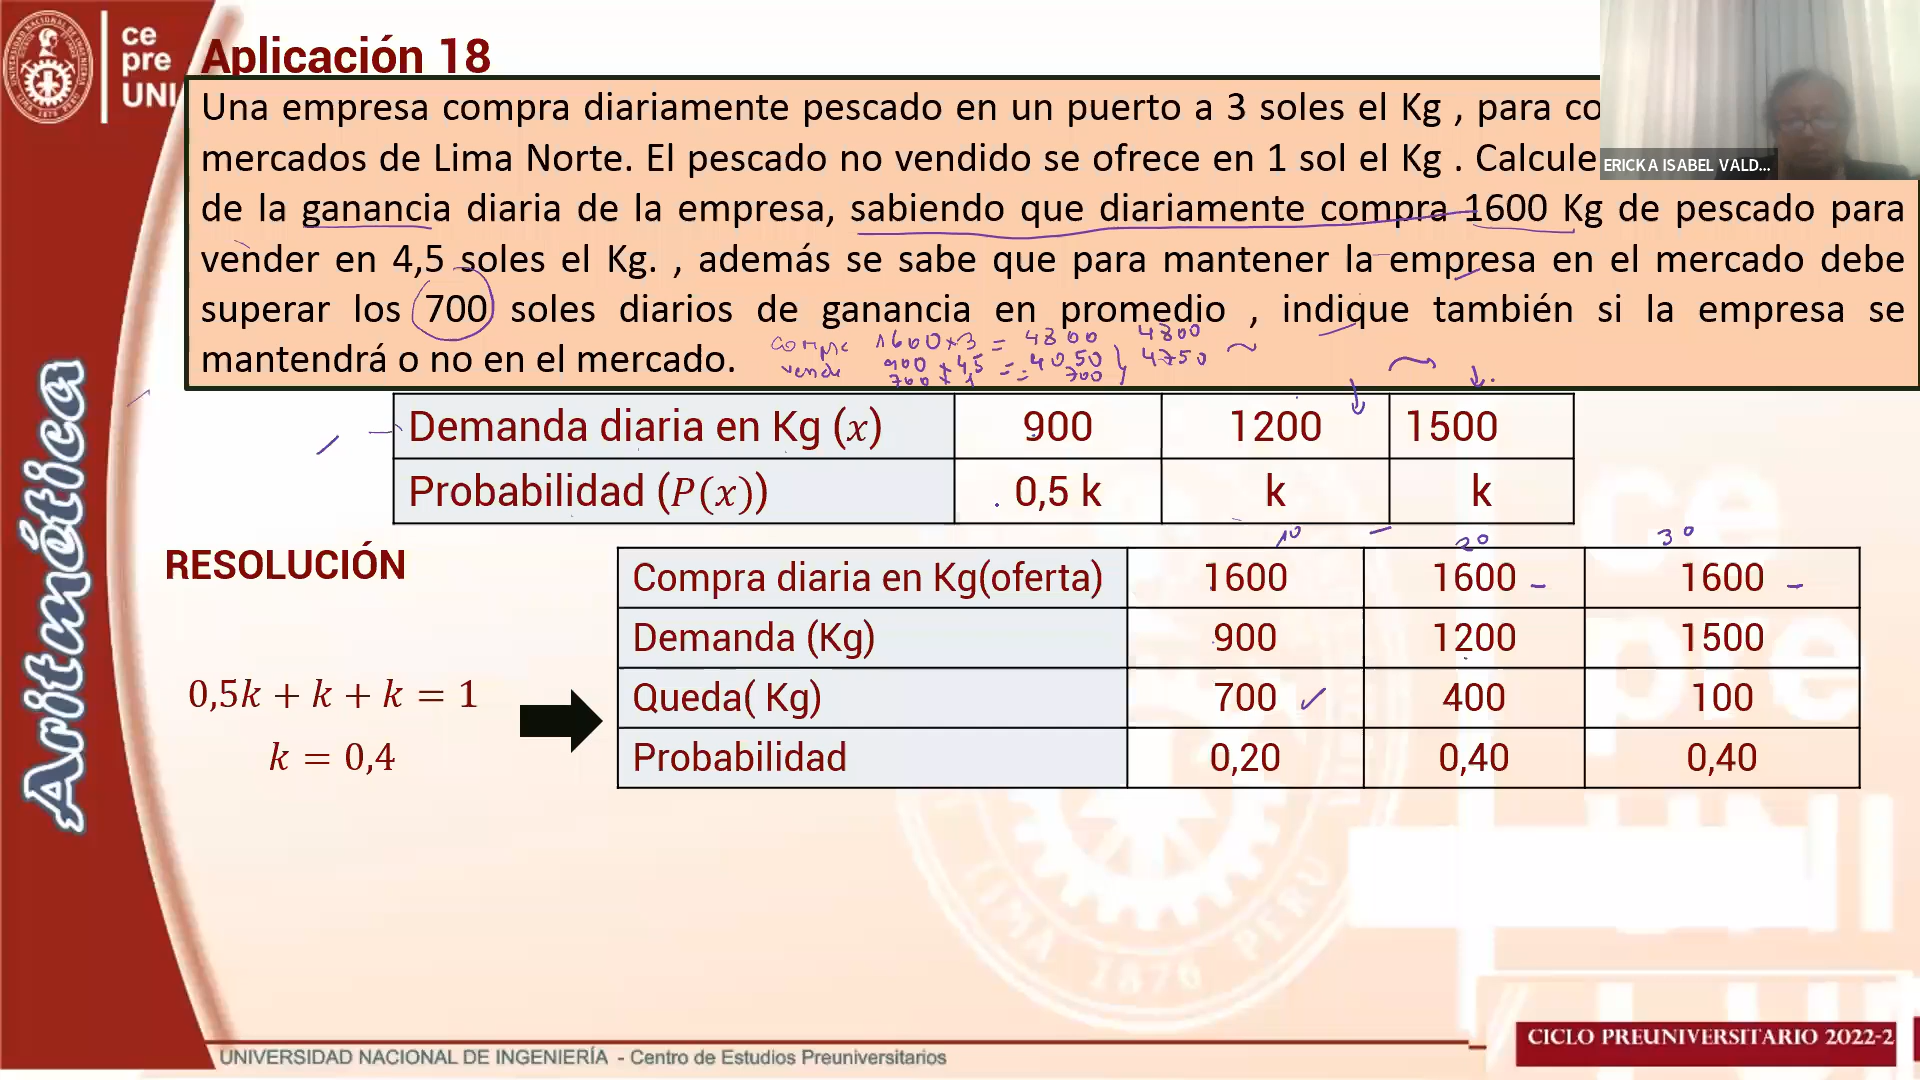 ce
pre
UNI
Aplicación 18
Una empresa compra diariamente pescado en un puerto a 3 soles el Kg , para co
mercados de Lima Norte. El pescado no vendido se ofrece en 1 sol el Kg . Calcule
ERICKA ISABEL VALD...
de la ganancia diaria de la empresa, sabiendo que diariamente compra 1600 Kg de pescado para
vender en 4,5 soles el Kg. , además se sabe que para mantener la empresa en el mercado debe
superar los 700 soles diarios de ganancia en promedio , indique también si la empresa se
mantendrá o no en el mercado.
compra 1600 x 3 = 4800 4800
vende 900 x 4,5 = 4050 } 4750
700 x 1 = 700
Demanda diaria en Kg (x) 900 1200 1500
Probabilidad (P(x)) 0,5 k k k
RESOLUCIÓN
1º 2º 3º
Compra diaria en Kg(oferta) 1600 1600 1600
Demanda (Kg) 900 1200 1500
Queda( Kg) 700 400 100
Probabilidad 0,20 0,40 0,40
0,5k + k + k = 1
k = 0,4
Aritmética
LIMA PERU
1876
UNIVERSIDAD NACIONAL DE INGENIERÍA - Centro de Estudios Preuniversitarios
CICLO PREUNIVERSITARIO 2022-2